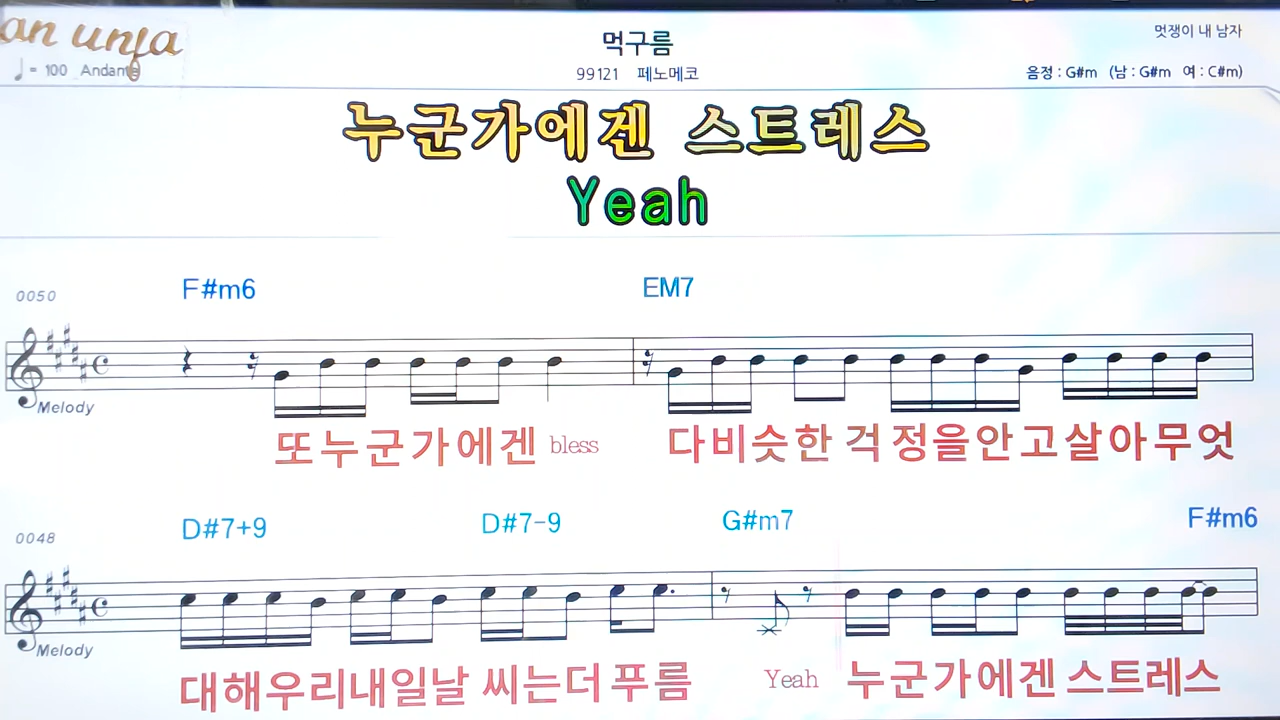 an unja
♩= 100 Andante
먹구름
99121 페노메코
멋쟁이 내 남자
음정 : G#m (남 : G#m 여 : C#m)
누군가에겐 스트레스
Yeah
0050
F#m6 EM7
Melody
또누군가에겐 bless 다비슷한 걱 정을안고살아무엇
0048
D#7+9 D#7-9 G#m7 F#m6
Melody
대해우리내일날 씨는더 푸름 Yeah 누군가에겐 스트레스